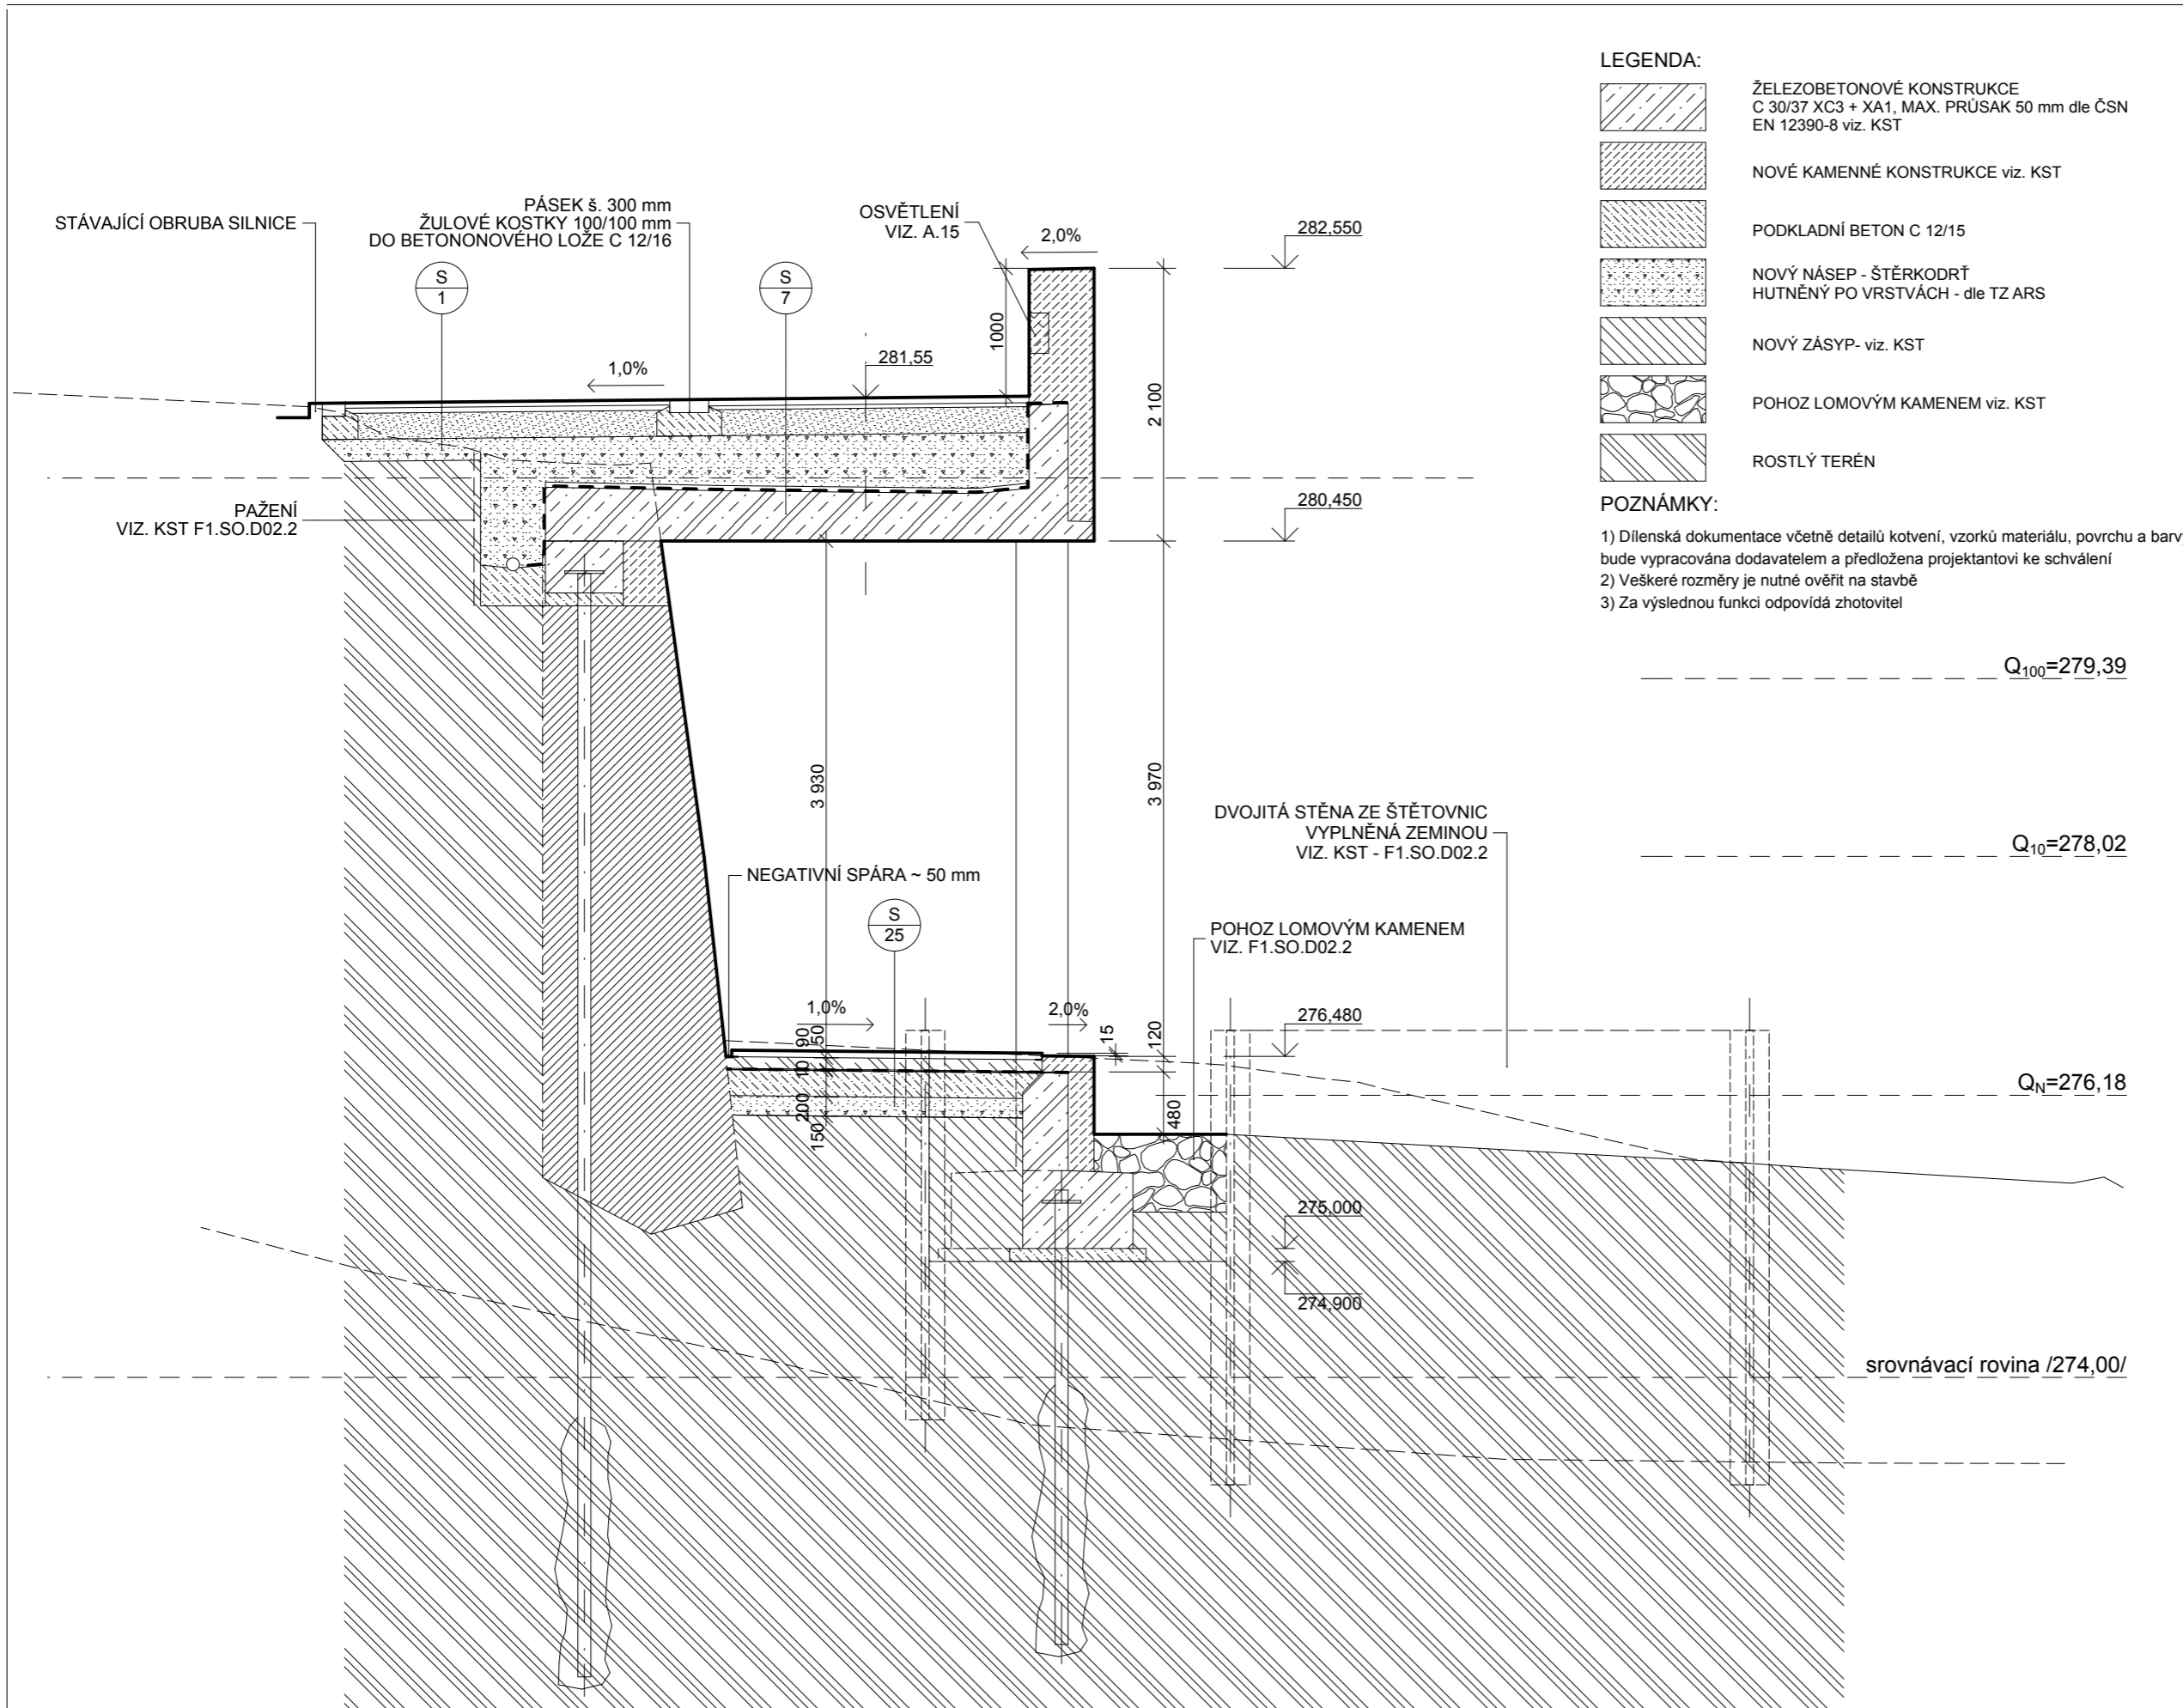 LEGENDA:
ŽELEZOBETONOVÉ KONSTRUKCE
C 30/37 XC3 + XA1, MAX. PRŮSAK 50 mm dle ČSN
EN 12390-8 viz. KST
NOVÉ KAMENNÉ KONSTRUKCE viz. KST
PODKLADNÍ BETON C 12/15
NOVÝ NÁSEP - ŠTĚRKODRŤ
HUTNĚNÝ PO VRSTVÁCH - dle TZ ARS
NOVÝ ZÁSYP- viz. KST
POHOZ LOMOVÝM KAMENEM viz. KST
ROSTLÝ TERÉN
POZNÁMKY:
1) Dílenská dokumentace včetně detailů kotvení, vzorků materiálu, povrchu a barvy
bude vypracována dodavatelem a předložena projektantovi ke schválení
2) Veškeré rozměry je nutné ověřit na stavbě
3) Za výslednou funkci odpovídá zhotovitel
STÁVAJÍCÍ OBRUBA SILNICE
PÁSEK š. 300 mm
ŽULOVÉ KOSTKY 100/100 mm
DO BETONONOVÉHO LOŽE C 12/16
OSVĚTLENÍ
VIZ. A.15
2,0%
282,550
S
1
S
7
1000
281,55
1,0%
2 100
280,450
PAŽENÍ
VIZ. KST F1.SO.D02.2
Q100=279,39
3 930
3 970
DVOJITÁ STĚNA ZE ŠTĚTOVNIC
VYPLNĚNÁ ZEMINOU
VIZ. KST - F1.SO.D02.2
Q10=278,02
NEGATIVNÍ SPÁRA ~ 50 mm
S
25
POHOZ LOMOVÝM KAMENEM
VIZ. F1.SO.D02.2
1,0%
2,0%
276,480
15
120
90
50
10
200
150
480
QN=276,18
275,000
274,900
srovnávací rovina /274,00/